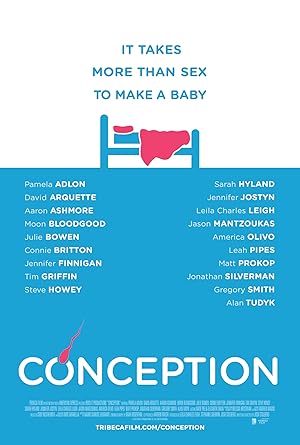 IT TAKES
MORE THAN SEX
TO MAKE A BABY
Pamela ADLON
David ARQUETTE
Aaron ASHMORE
Moon BLOODGOOD
Julie BOWEN
Connie BRITTON
Jennifer FINNIGAN
Tim GRIFFIN
Steve HOWEY
Sarah HYLAND
Jennifer JOSTYN
Leila Charles LEIGH
Jason MANTZOUKAS
America OLIVO
Leah PIPES
Matt PROKOP
Jonathan SILVERMAN
Gregory SMITH
Alan TUDYK
CONCEPTION
TRIBECAFILM.COM/CONCEPTION